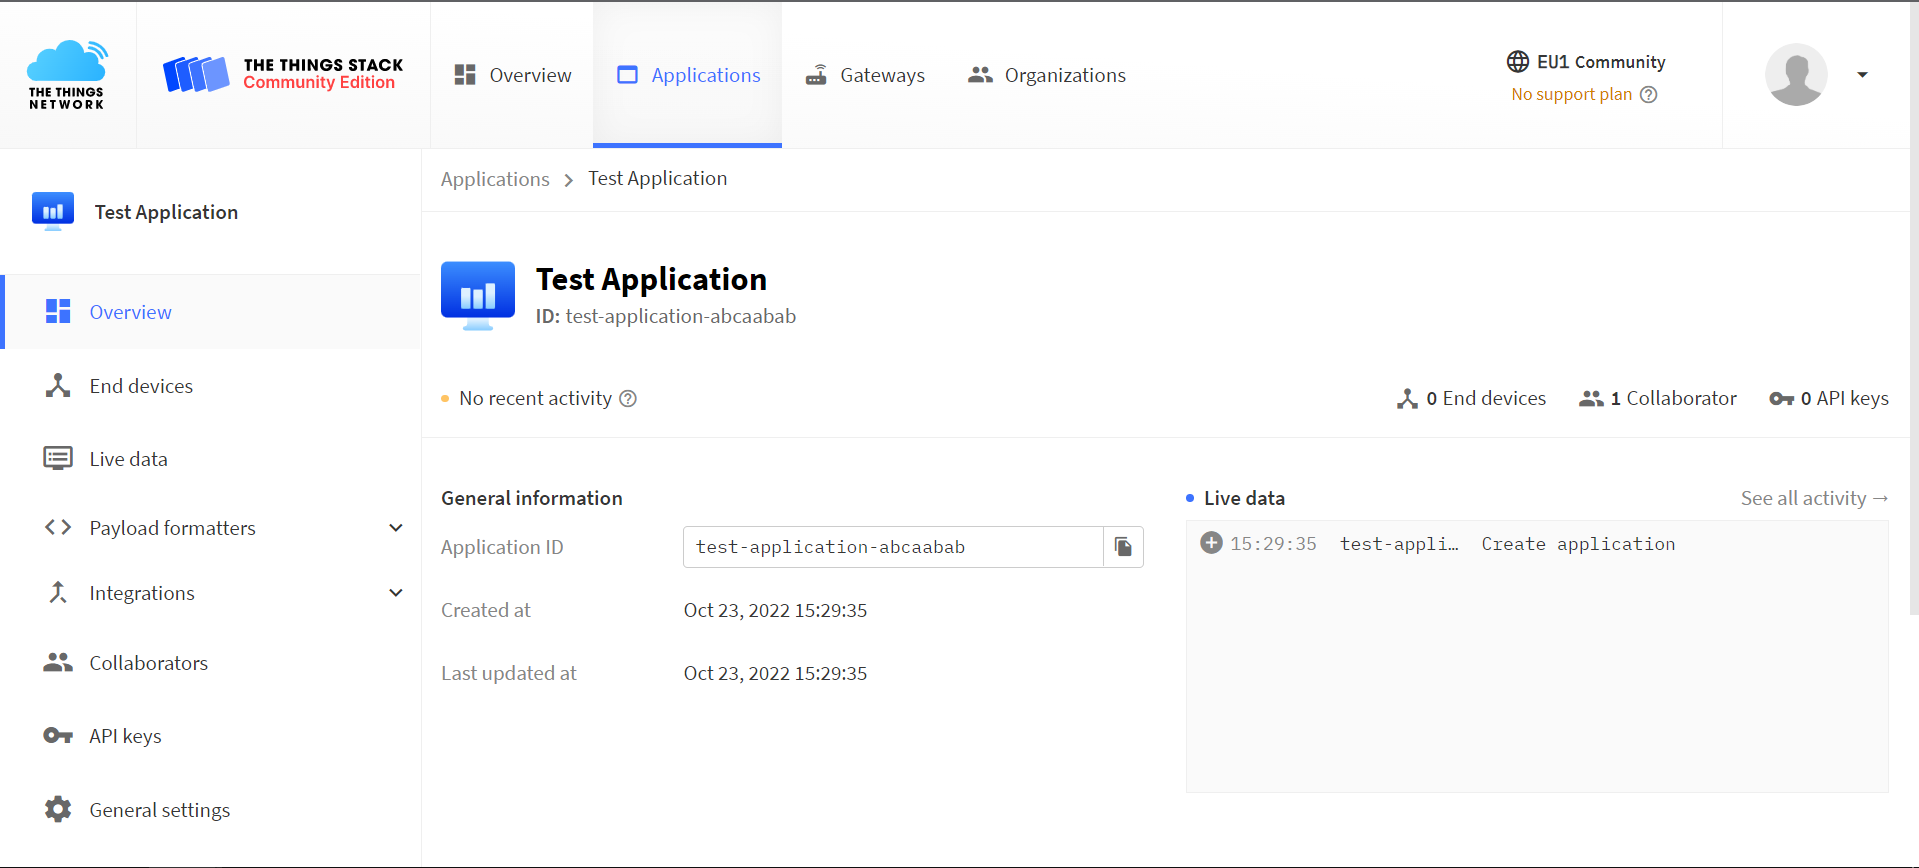 THE THINGS
NETWORK
THE THINGS STACK
Community Edition
Overview
Applications
Gateways
Organizations
EU1 Community
No support plan
Test Application
Overview
End devices
Live data
Payload formatters
Integrations
Collaborators
API keys
General settings
Applications > Test Application
Test Application
ID: test-application-abcaabab
No recent activity
0 End devices
1 Collaborator
0 API keys
General information
Application ID
test-application-abcaabab
Created at
Oct 23, 2022 15:29:35
Last updated at
Oct 23, 2022 15:29:35
Live data
See all activity →
15:29:35 test-appli… Create application